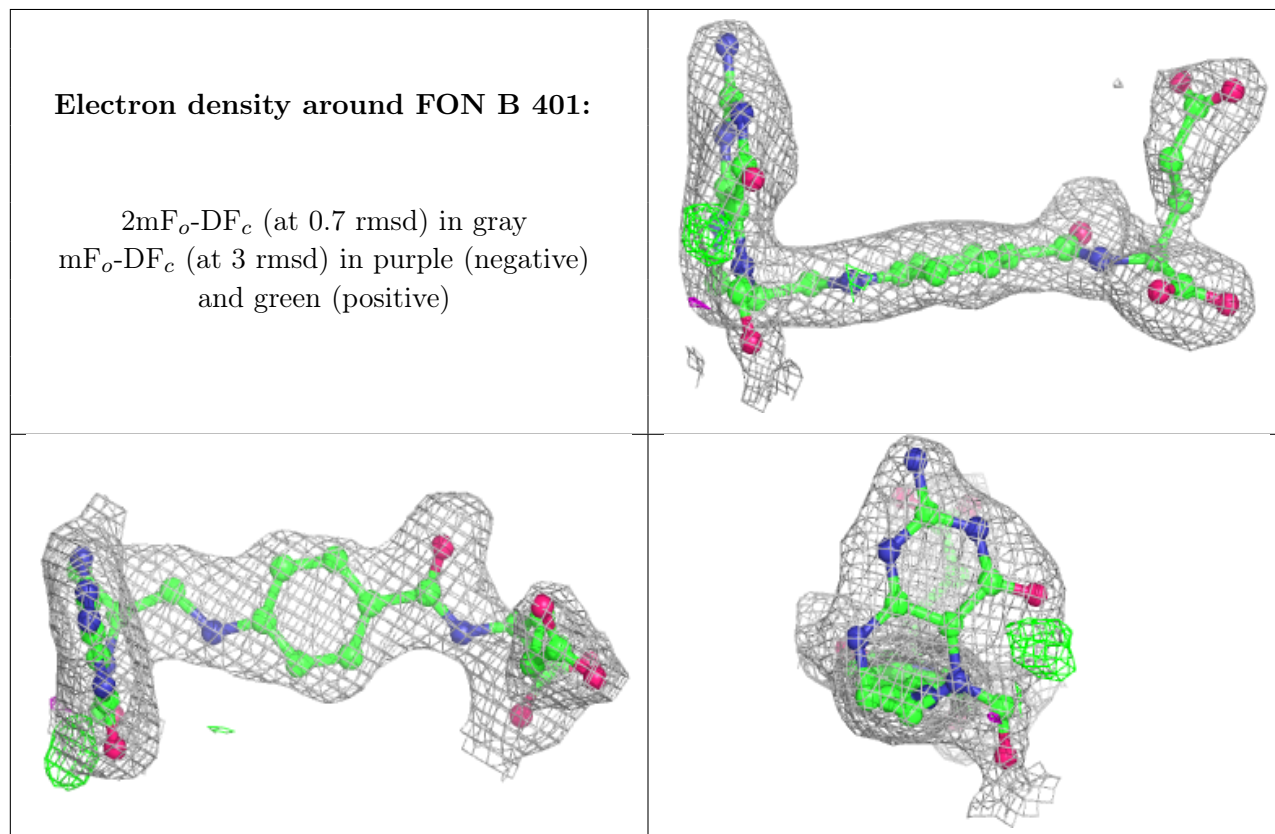 Electron density around FON B 401:
2mFo-DFc (at 0.7 rmsd) in gray
mFo-DFc (at 3 rmsd) in purple (negative)
and green (positive)